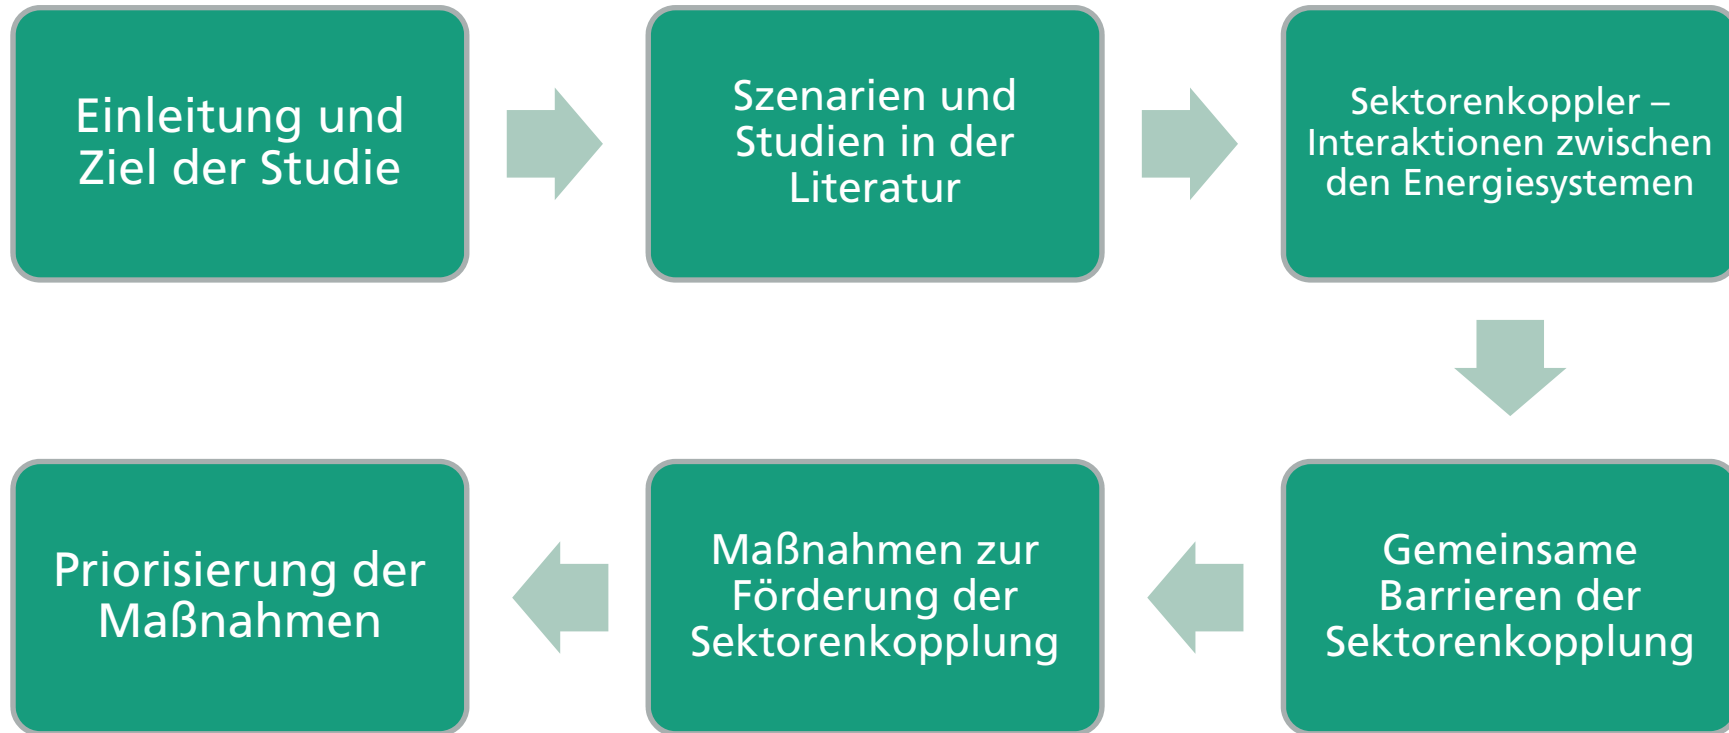 Einleitung und
Ziel der Studie
Szenarien und
Studien in der
Literatur
Sektorenkoppler –
Interaktionen zwischen
den Energiesystemen
Gemeinsame
Barrieren der
Sektorenkopplung
Maßnahmen zur
Förderung der
Sektorenkopplung
Priorisierung der
Maßnahmen